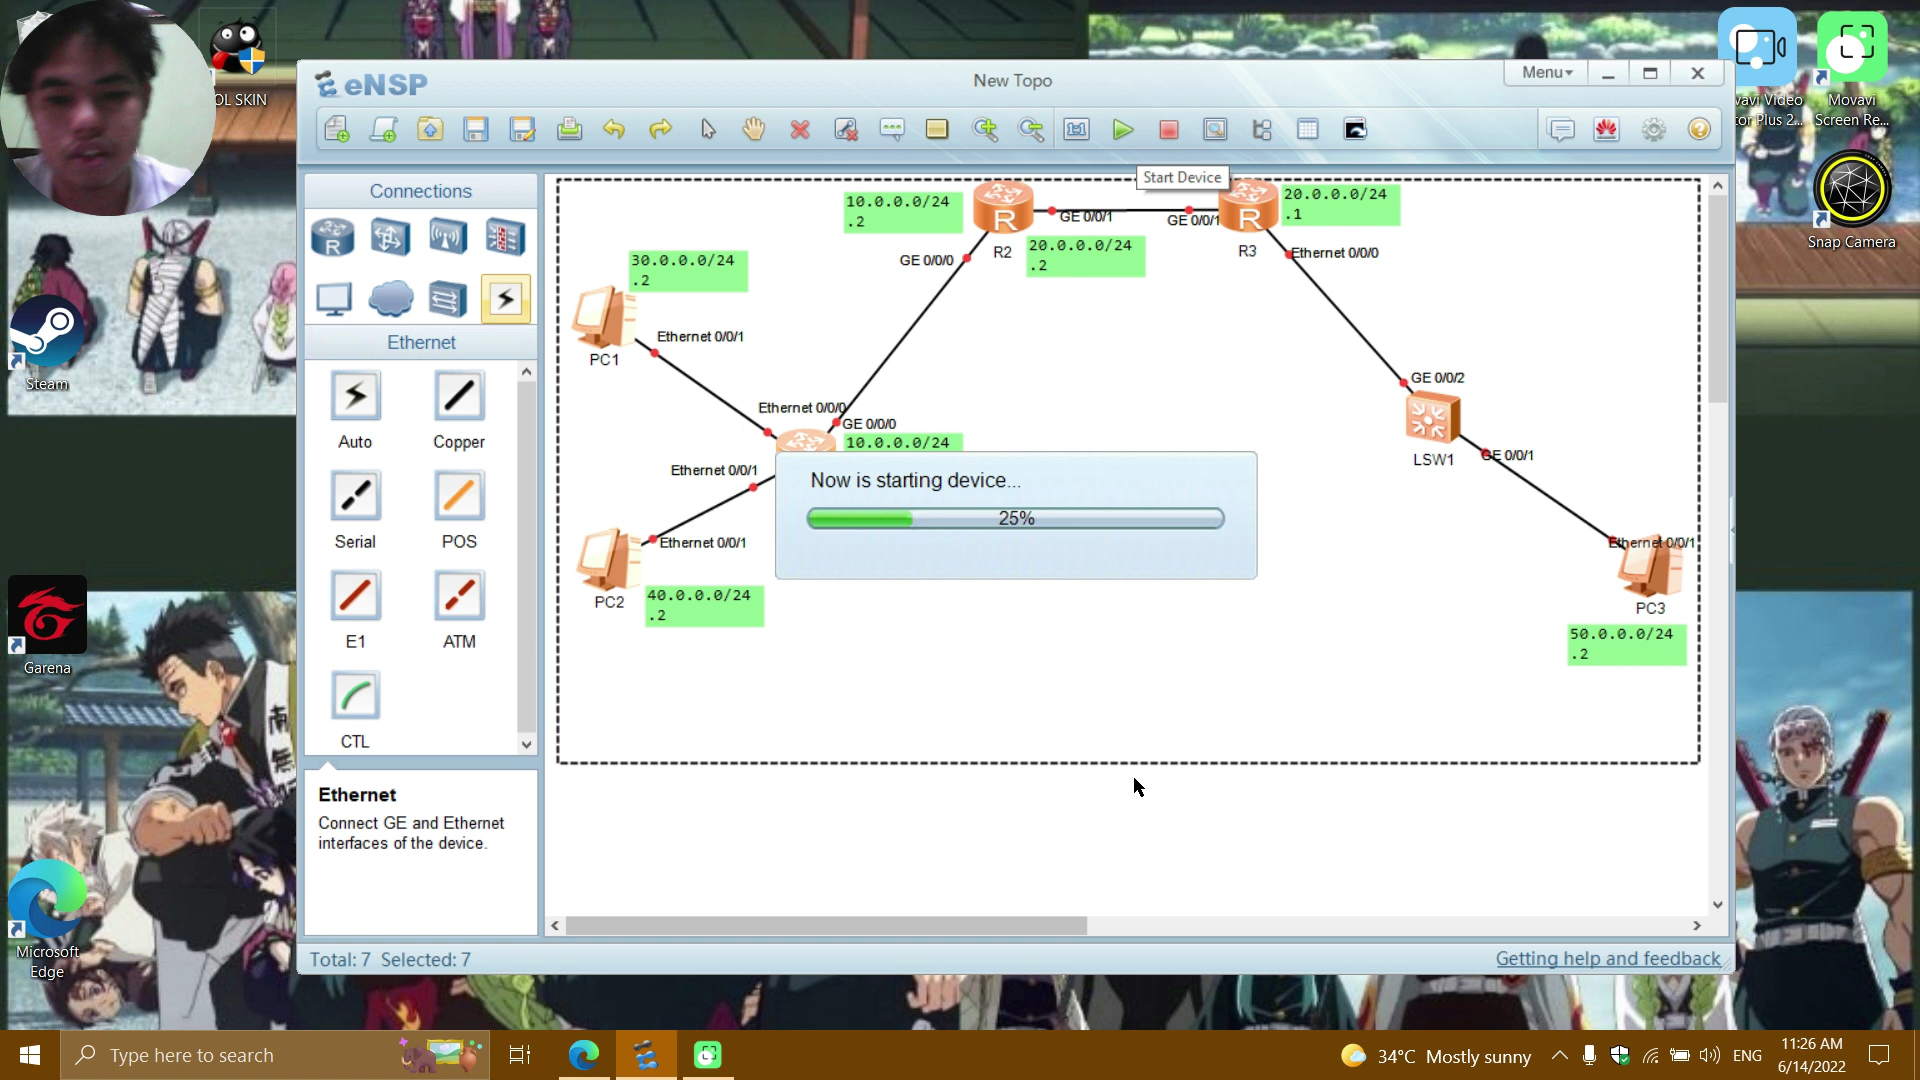 OL SKIN
eNSP
New Topo
Menu
vavi Video
tor Plus 2...
Movavi
Screen Re...
Snap Camera
Start Device
Connections
Ethernet
Auto
Copper
Serial
POS
E1
ATM
CTL
Ethernet
Connect GE and Ethernet
interfaces of the device.
10.0.0.0/24
.2
R
R2
GE 0/0/1
GE 0/0/1
R
R3
20.0.0.0/24
.1
20.0.0.0/24
.2
GE 0/0/0
Ethernet 0/0/0
30.0.0.0/24
.2
PC1
Ethernet 0/0/1
Ethernet 0/0/0
GE 0/0/0
10.0.0.0/24
Ethernet 0/0/1
GE 0/0/2
LSW1
GE 0/0/1
Now is starting device...
25%
PC2
Ethernet 0/0/1
40.0.0.0/24
.2
Ethernet 0/0/1
PC3
50.0.0.0/24
.2
Total: 7 Selected: 7
Getting help and feedback
Steam
Garena
Microsoft
Edge
Type here to search
34°C Mostly sunny
ENG
11:26 AM
6/14/2022